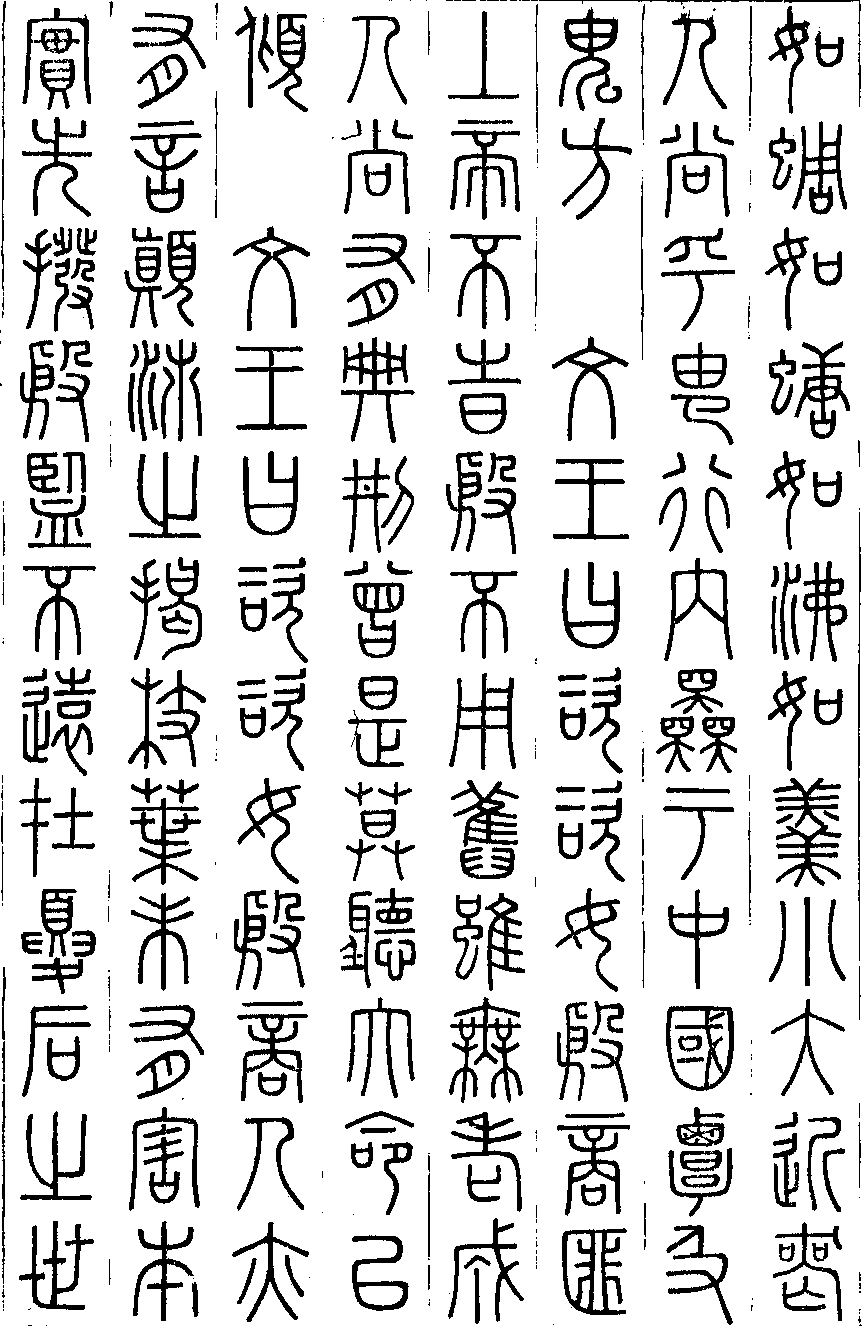 如蜩如螗如沸如羹小大近喪
人尚乎由行內奰于中國覃及
鬼方　文王曰咨咨女殷商匪
上帝不時殷不用舊雖無老成
人尚有典刑曾是莫聽大命以
傾　文王曰咨咨女殷商人亦
有言顛沛之揭枝葉未有害本
實先撥殷監不遠在夏后之世